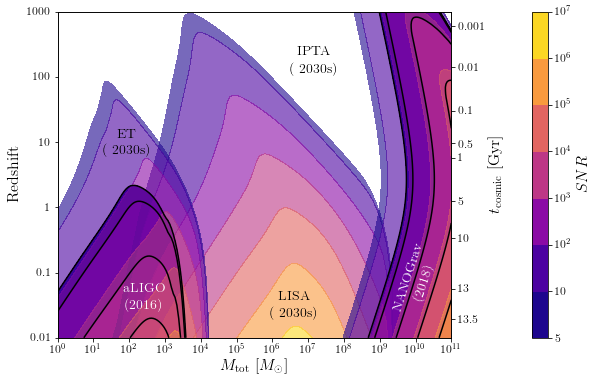 1000
100
10
1
0.1
0.01
Redshift
IPTA
( 2030s)
ET
( 2030s)
aLIGO
(2016)
LISA
( 2030s)
NANOGrav
(2018)
10⁰ 10¹ 10² 10³ 10⁴ 10⁵ 10⁶ 10⁷ 10⁸ 10⁹ 10¹⁰ 10¹¹
M_tot [M_⊙]
0.001
0.01
0.1
0.5
1
5
10
13
13.5
t_cosmic [Gyr]
10⁷
10⁶
10⁵
10⁴
10³
10²
10
5
SNR